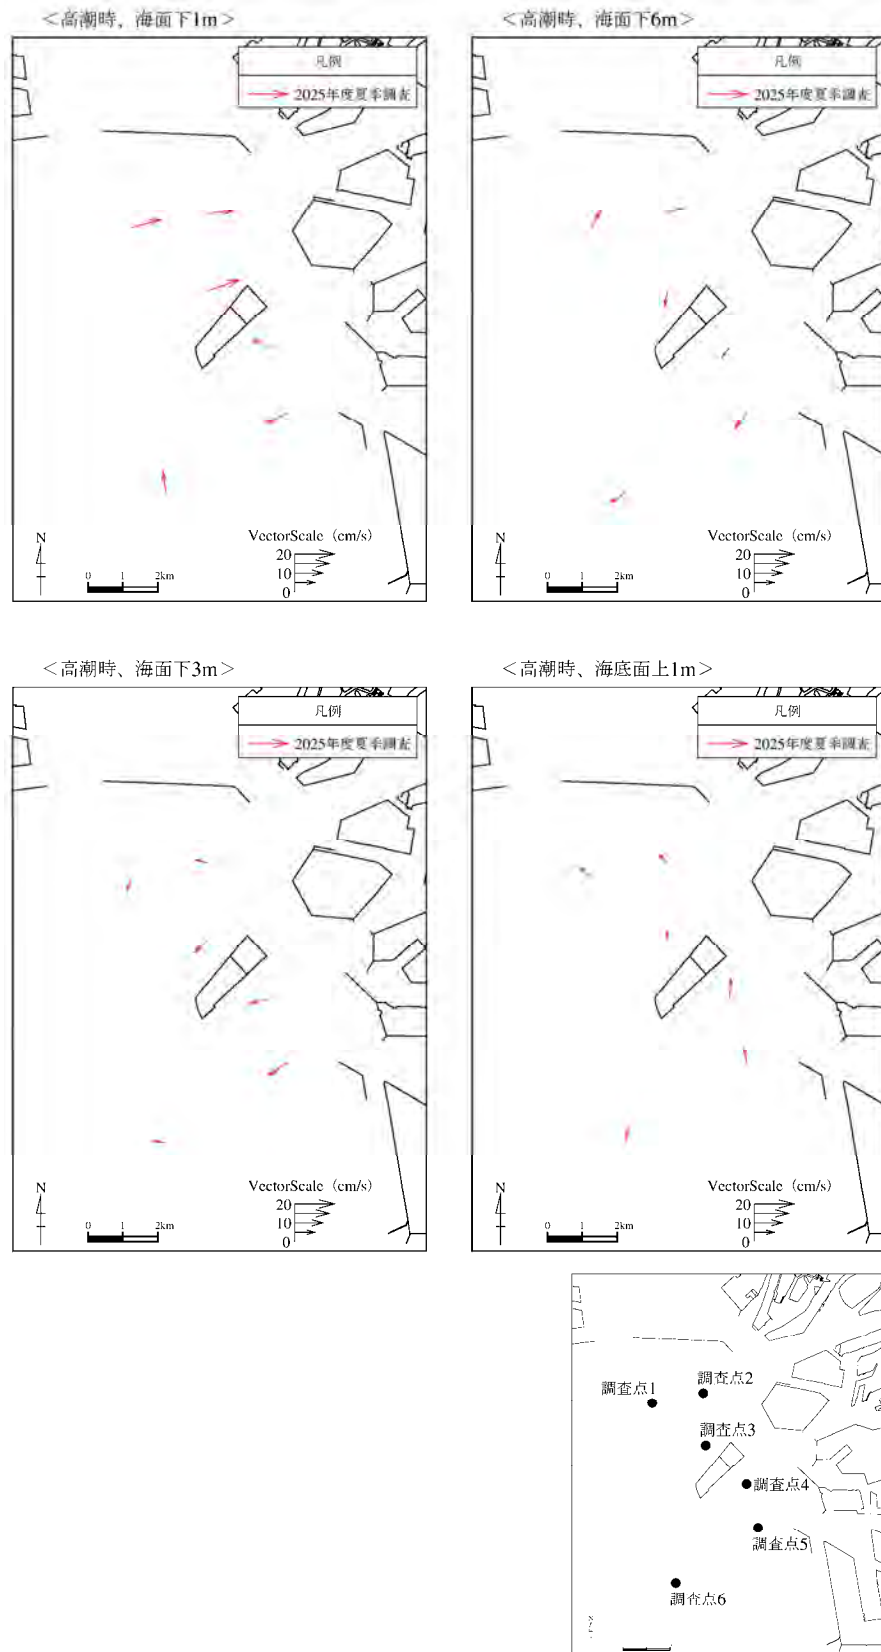 ＜高潮時、海面下1m＞
凡例
2025年度夏季調査
N
0 1 2km
VectorScale (cm/s)
20
10
0
＜高潮時、海面下6m＞
凡例
2025年度夏季調査
N
0 1 2km
VectorScale (cm/s)
20
10
0
＜高潮時、海面下3m＞
凡例
2025年度夏季調査
N
0 1 2km
VectorScale (cm/s)
20
10
0
＜高潮時、海底面上1m＞
凡例
2025年度夏季調査
N
0 1 2km
VectorScale (cm/s)
20
10
0
調査点1
調査点2
調査点3
調査点4
調査点5
調査点6